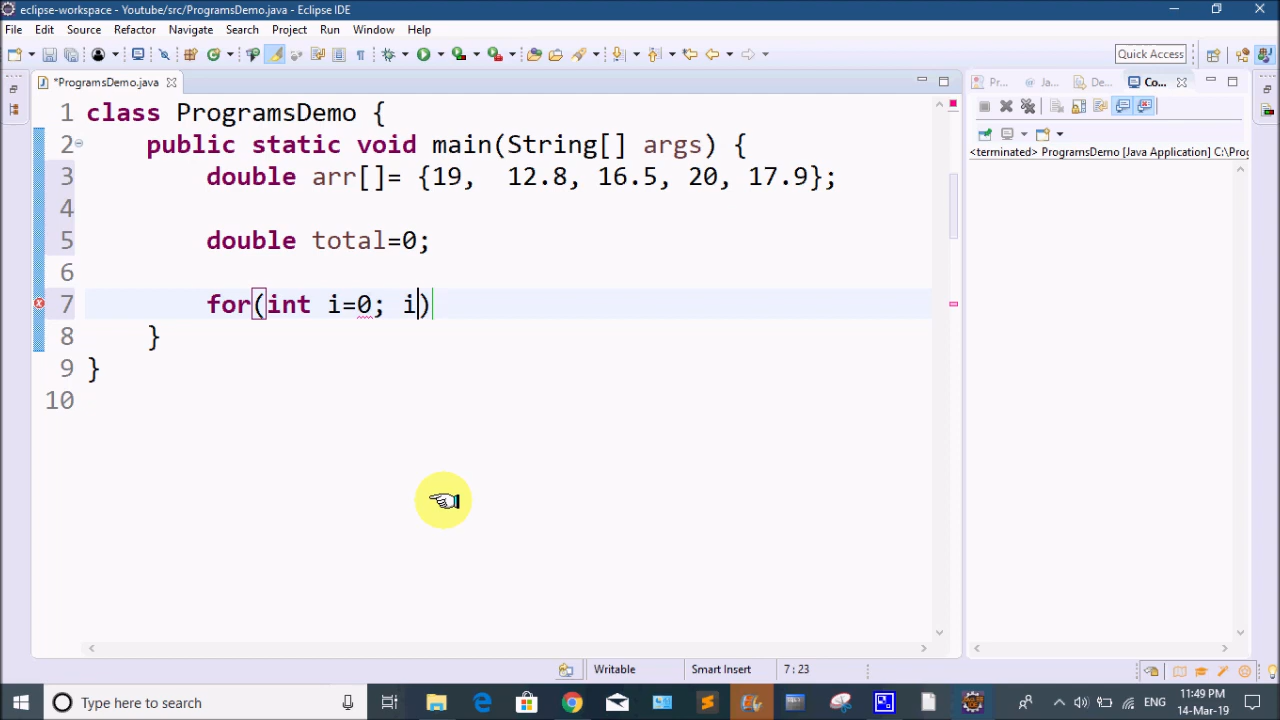 eclipse-workspace - Youtube/src/ProgramsDemo.java - Eclipse IDE
File Edit Source Refactor Navigate Search Project Run Window Help
Quick Access
*ProgramsDemo.java
Pr... Ja... De... Co...
1 class ProgramsDemo {
2 public static void main(String[] args) {
3 double arr[]= {19,  12.8, 16.5, 20, 17.9};
4
5 double total=0;
6
7 for(int i=0; i)
8 }
9 }
10
<terminated> ProgramsDemo [Java Application] C:\Prog
Writable Smart Insert 7 : 23
Type here to search
ENG
11:49 PM
14-Mar-19